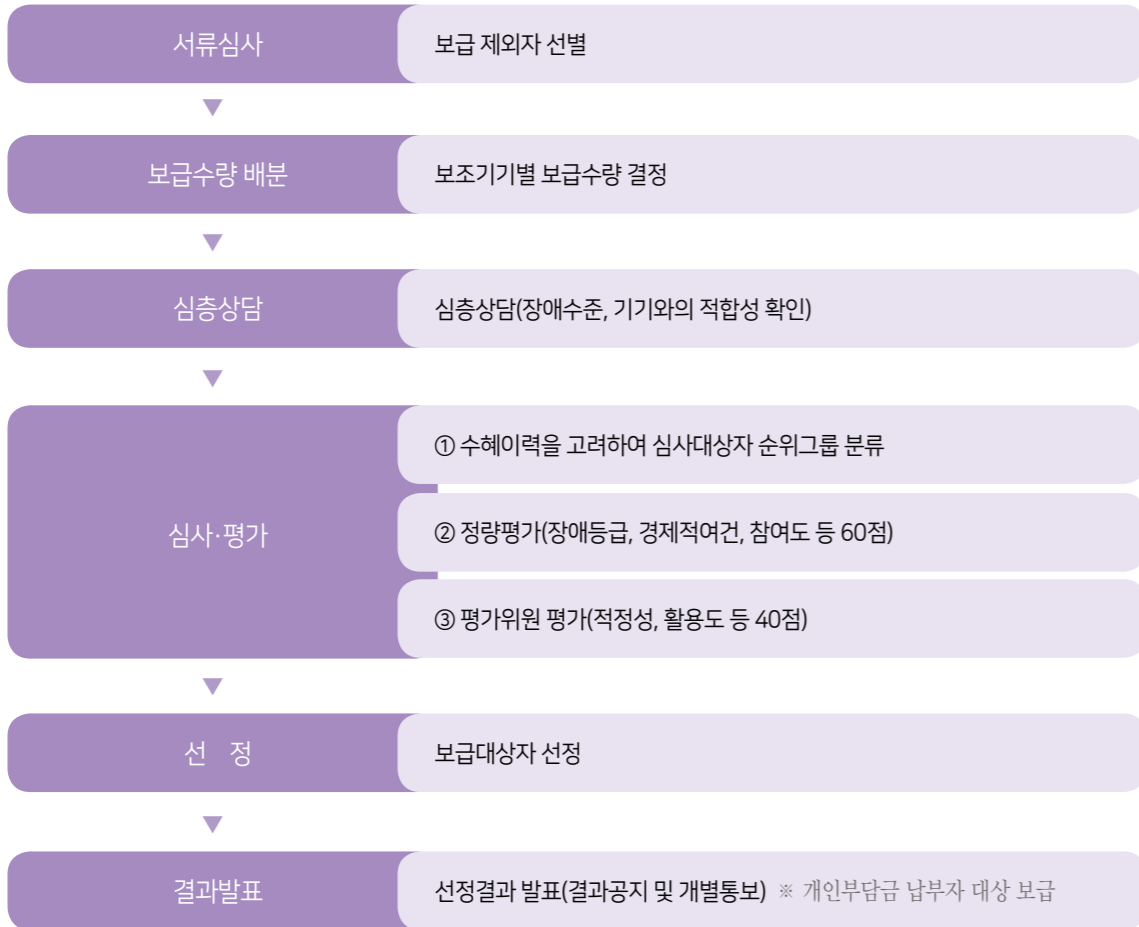 서류심사
보급 제외자 선별
보급수량 배분
보조기기별 보급수량 결정
심층상담
심층상담(장애수준, 기기와의 적합성 확인)
심사·평가
① 수혜이력을 고려하여 심사대상자 순위그룹 분류
② 정량평가(장애등급, 경제적여건, 참여도 등 60점)
③ 평가위원 평가(적정성, 활용도 등 40점)
선 정
보급대상자 선정
결과발표
선정결과 발표(결과공지 및 개별통보) ※ 개인부담금 납부자 대상 보급